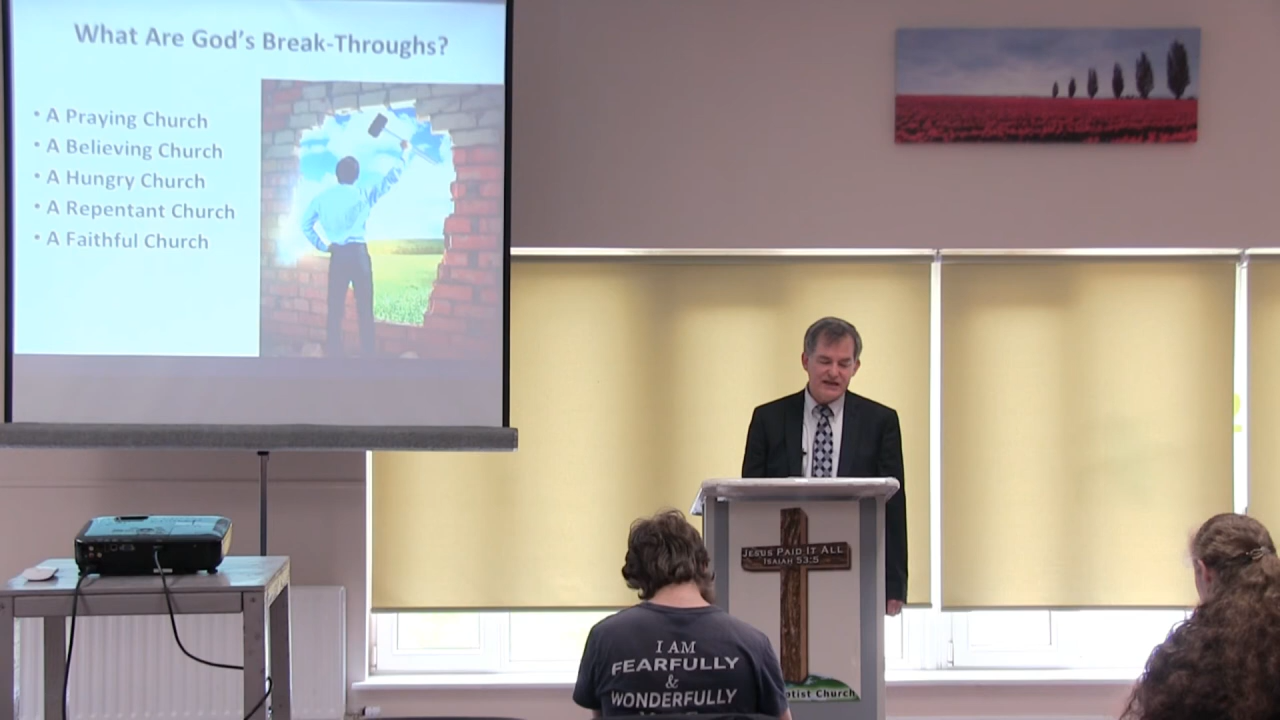 What Are God's Break-Throughs?
• A Praying Church
• A Believing Church
• A Hungry Church
• A Repentant Church
• A Faithful Church
JESUS PAID IT ALL
ISAIAH 53:5
Church
I AM
FEARFULLY
&
WONDERFULLY